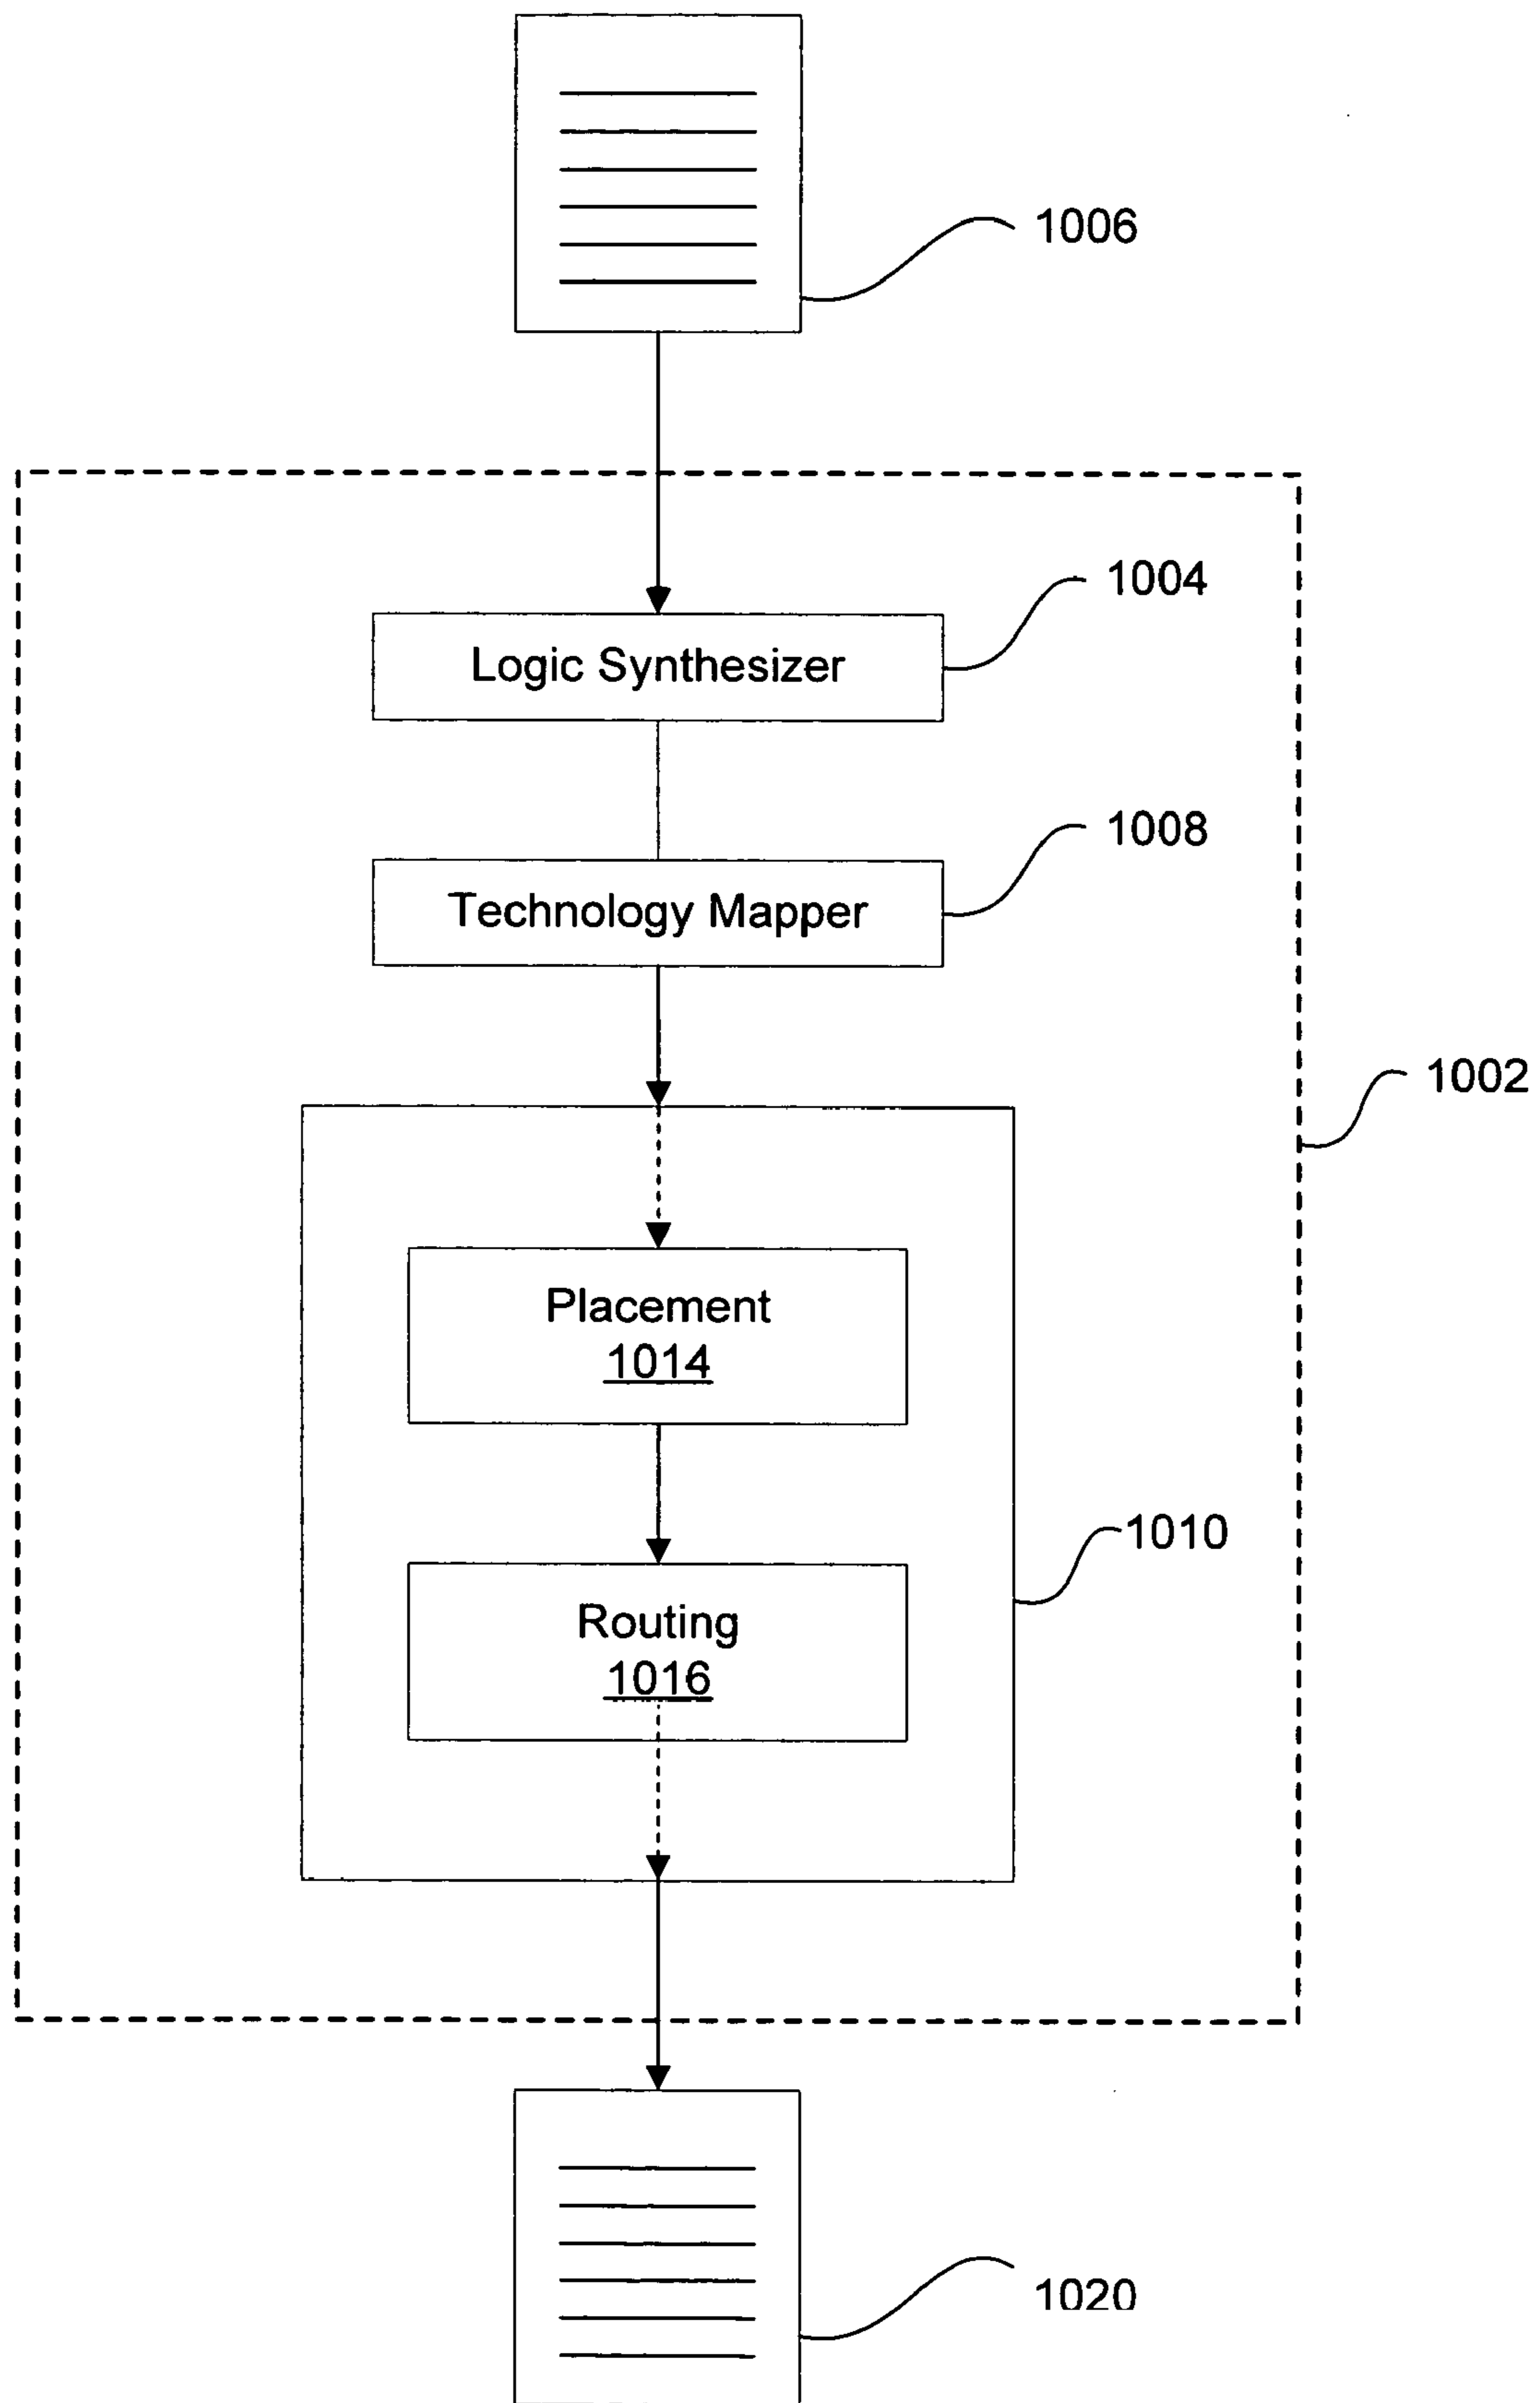 1006
1004
Logic Synthesizer
1008
Technology Mapper
1002
Placement
1014
1010
Routing
1016
1020